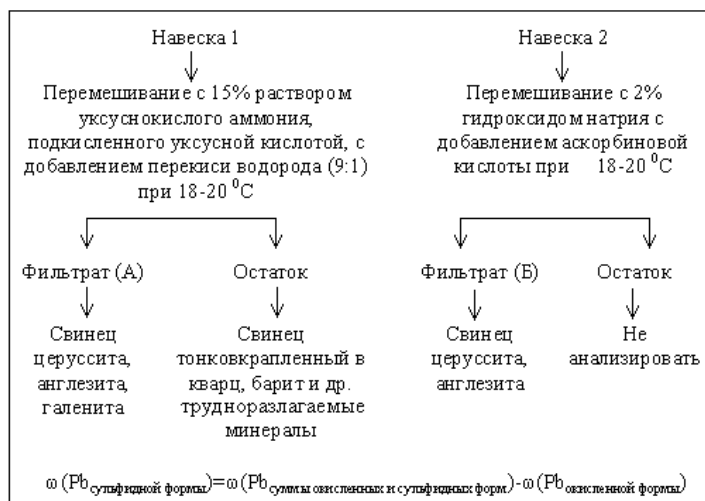 Навеска 1
Навеска 2
Перемешивание с 15% раствором
уксуснокислого аммония,
подкисленного уксусной кислотой, с
добавлением перекиси водорода (9:1)
при 18-20 ⁰С
Перемешивание с 2%
гидроксидом натрия с
добавлением аскорбиновой
кислоты при 18-20 ⁰С
Фильтрат (А)
Остаток
Фильтрат (Б)
Остаток
Свинец
церуссита,
англезита,
галенита
Свинец
тонковкрапленный в
кварц, барит и др.
трудноразлагаемые
минералы
Свинец
церуссита,
англезита
Не
анализировать
ω (Pb сульфидной формы)=ω (Pb суммы окисленных и сульфидных форм)-ω (Pb окисленной формы)